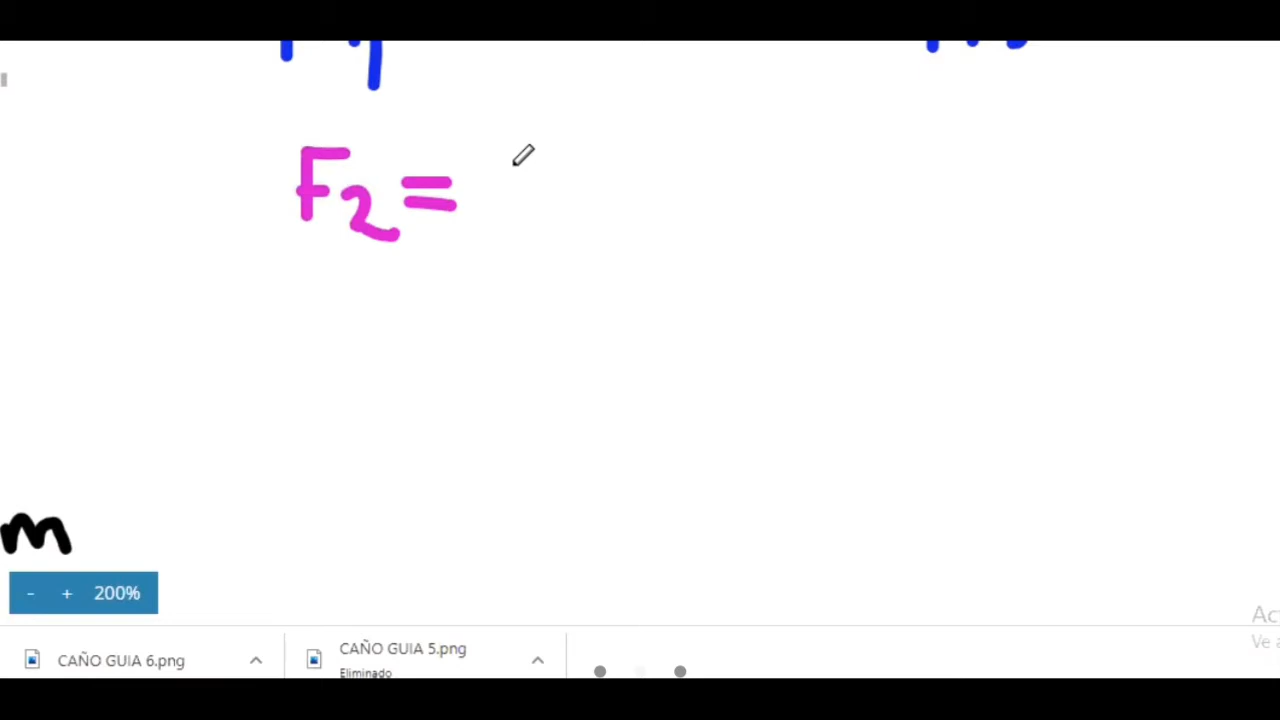 F2=
m
- + 200%
CAÑO GUIA 6.png
CAÑO GUIA 5.png
Eliminado